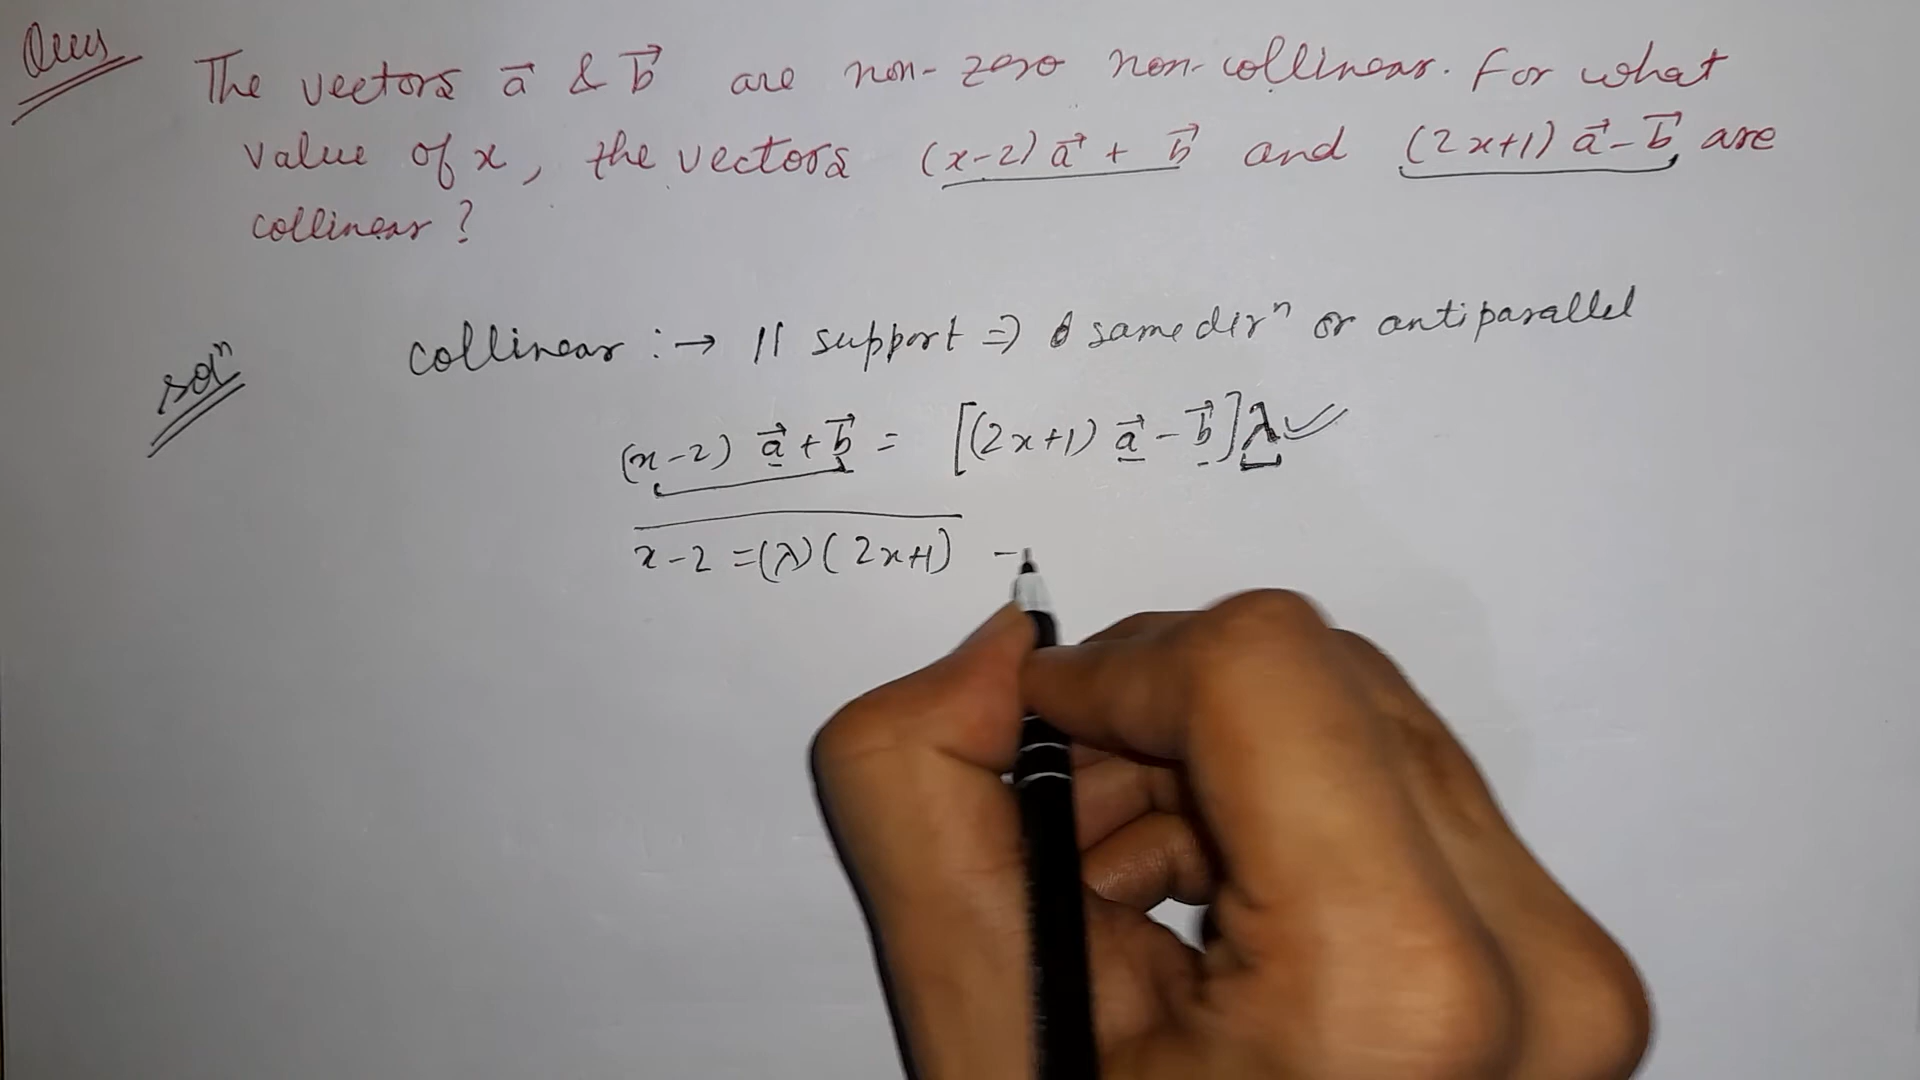 Ques
The vectors a⃗ & b⃗ are non-zero non-collinear. For what
value of x, the vectors (x-2) a⃗ + b⃗ and (2x+1) a⃗ - b⃗, are
collinear?
solⁿ
collinear :→ || support ⇒ same dirⁿ or antiparallel
(x-2) a⃗ + b⃗ = [(2x+1) a⃗ - b⃗] λ
x-2 = (λ)(2x+1) -